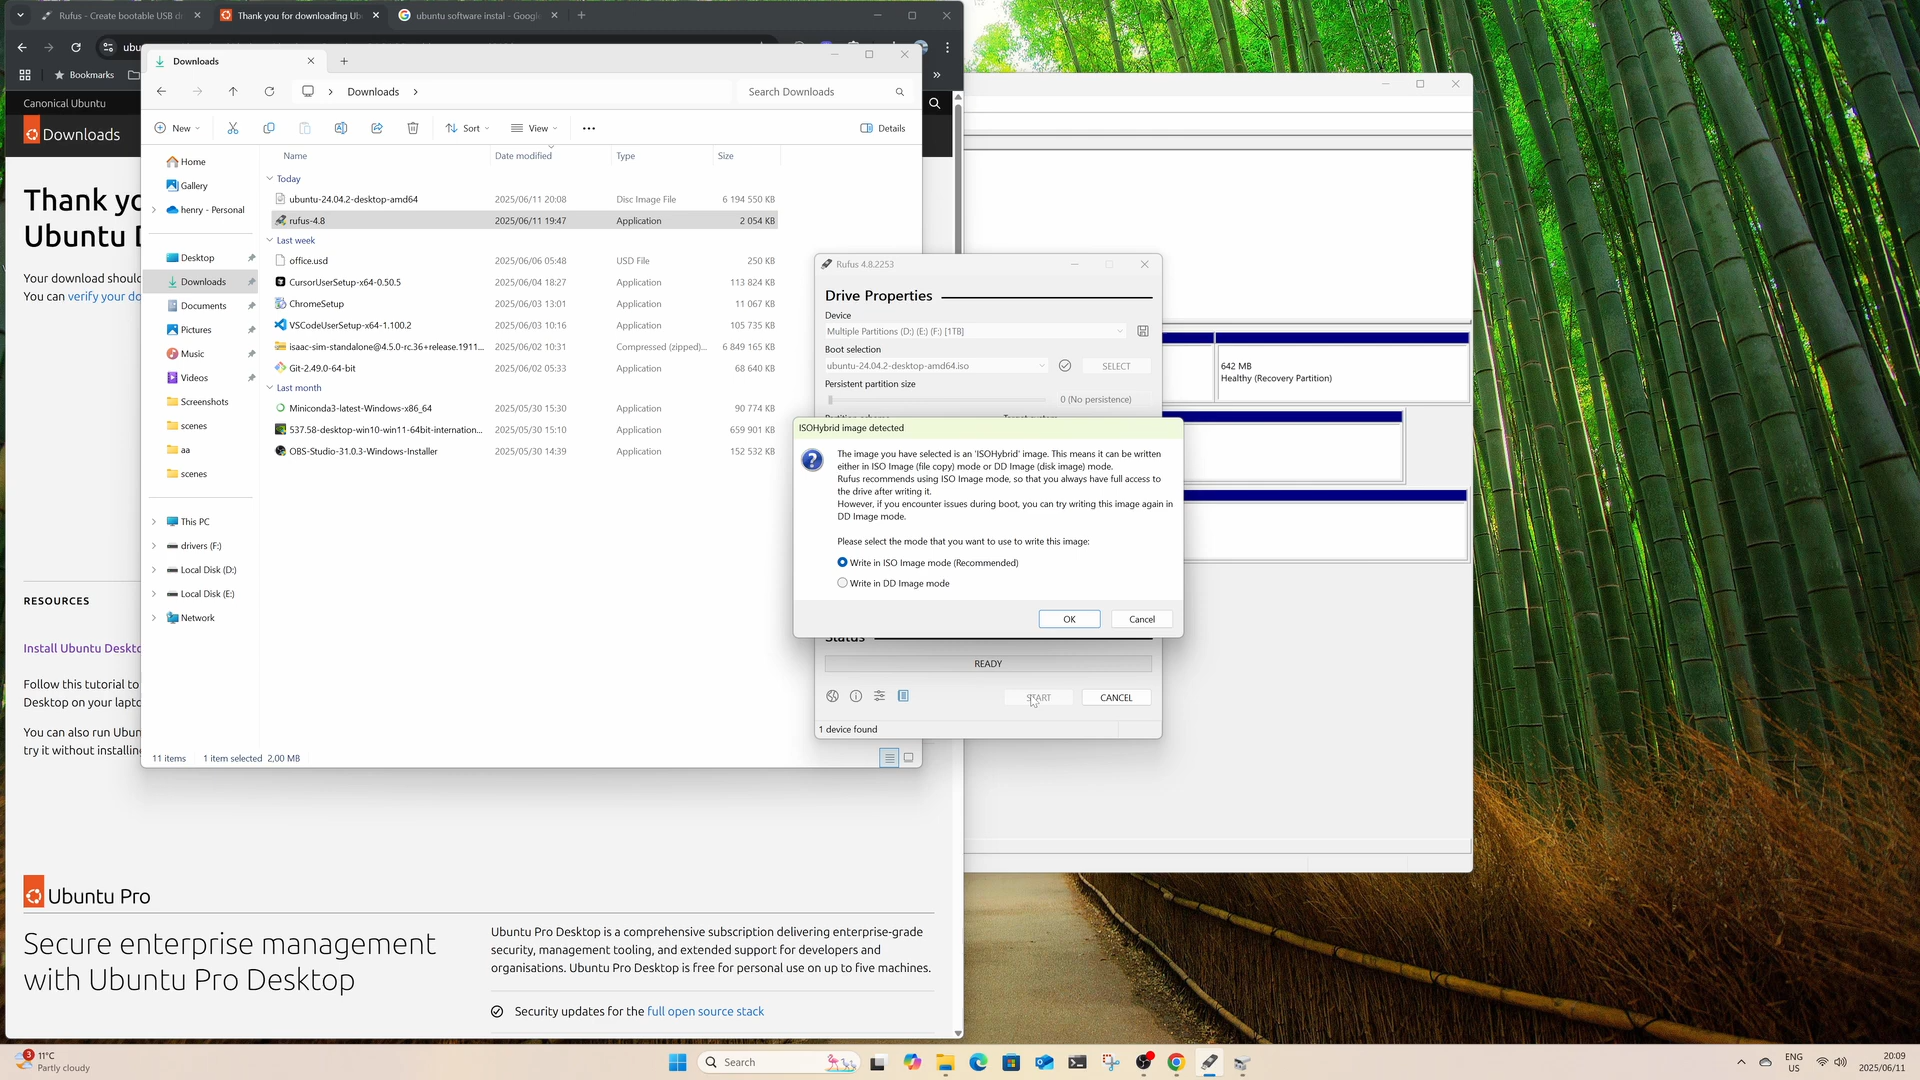 Rufus - Create bootable USB dr
Thank you for downloading Ub
ubuntu software instal - Google
ubu
Bookmarks
Canonical Ubuntu
Downloads
Thank yo
Ubuntu D
Your download should
You can verify your do
RESOURCES
Install Ubuntu Deskto
Follow this tutorial to
Desktop on your lapto
You can also run Ubun
try it without installing
Ubuntu Pro
Secure enterprise management
with Ubuntu Pro Desktop
Ubuntu Pro Desktop is a comprehensive subscription delivering enterprise-grade
security, management tooling, and extended support for developers and
organisations. Ubuntu Pro Desktop is free for personal use on up to five machines.
Security updates for the full open source stack
Downloads
Downloads
Search Downloads
New
Sort
View
Details
Name
Date modified
Type
Size
Home
Gallery
henry - Personal
Desktop
Downloads
Documents
Pictures
Music
Videos
Screenshots
scenes
aa
scenes
This PC
drivers (F:)
Local Disk (D:)
Local Disk (E:)
Network
Today
ubuntu-24.04.2-desktop-amd64 2025/06/11 20:08 Disc Image File 6 194 550 KB
rufus-4.8 2025/06/11 19:47 Application 2 054 KB
Last week
office.usd 2025/06/06 05:48 USD File 250 KB
CursorUserSetup-x64-0.50.5 2025/06/04 18:27 Application 113 824 KB
ChromeSetup 2025/06/03 13:01 Application 11 067 KB
VSCodeUserSetup-x64-1.100.2 2025/06/03 10:16 Application 105 735 KB
isaac-sim-standalone@4.5.0-rc.36+release.1911... 2025/06/02 10:31 Compressed (zipped)... 6 849 165 KB
Git-2.49.0-64-bit 2025/06/02 05:33 Application 68 640 KB
Last month
Miniconda3-latest-Windows-x86_64 2025/05/30 15:30 Application 90 774 KB
537.58-desktop-win10-win11-64bit-internation... 2025/05/30 15:10 Application 659 901 KB
OBS-Studio-31.0.3-Windows-Installer 2025/05/30 14:39 Application 152 532 KB
11 items 1 item selected 2,00 MB
Rufus 4.8.2253
Drive Properties
Device
Multiple Partitions (D:) (E:) (F:) [1TB]
Boot selection
ubuntu-24.04.2-desktop-amd64.iso
SELECT
Persistent partition size
0 (No persistence)
ISOHybrid image detected
The image you have selected is an 'ISOHybrid' image. This means it can be written
either in ISO Image (file copy) mode or DD Image (disk image) mode.
Rufus recommends using ISO Image mode, so that you always have full access to
the drive after writing it.
However, if you encounter issues during boot, you can try writing this image again in
DD Image mode.
Please select the mode that you want to use to write this image:
Write in ISO Image mode (Recommended)
Write in DD Image mode
OK
Cancel
Status
READY
START
CANCEL
1 device found
642 MB
Healthy (Recovery Partition)
3
11°C
Partly cloudy
Search
ENG
US
20:09
2025/06/11